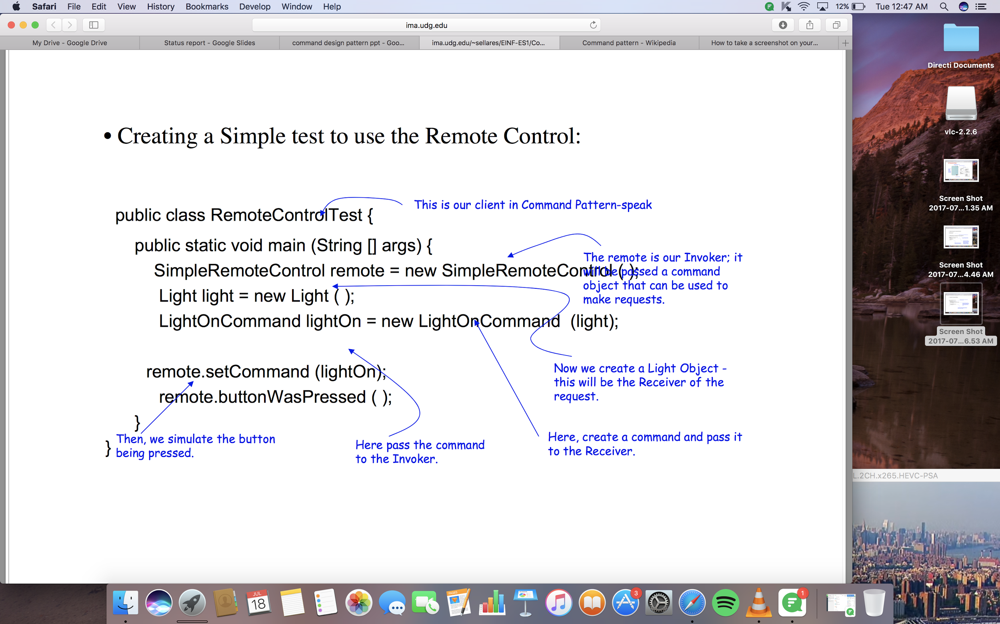 Safari File Edit View History Bookmarks Develop Window Help 12% Tue 12:47 AM
ima.udg.edu
My Drive - Google Drive
Status report - Google Slides
command design pattern ppt - Goo...
ima.udg.edu/~sellares/EINF-ES1/Co...
Command pattern - Wikipedia
How to take a screenshot on your...
• Creating a Simple test to use the Remote Control:
This is our client in Command Pattern-speak
public class RemoteControlTest {
public static void main (String [] args) {
The remote is our Invoker; it
will be passed a command
object that can be used to
make requests.
SimpleRemoteControl remote = new SimpleRemoteControl ( );
Light light = new Light ( );
LightOnCommand lightOn = new LightOnCommand (light);
remote.setCommand (lightOn);
Now we create a Light Object -
this will be the Receiver of the
request.
remote.buttonWasPressed ( );
}
}
Then, we simulate the button
being pressed.
Here pass the command
to the Invoker.
Here, create a command and pass it
to the Receiver.
Directi Documents
vlc-2.2.6
Screen Shot
2017-07...1.35 AM
Screen Shot
2017-07...4.46 AM
Screen Shot
2017-07...6.53 AM
L.2CH.x265.HEVC-PSA
JUL
18
PAGES
3
1